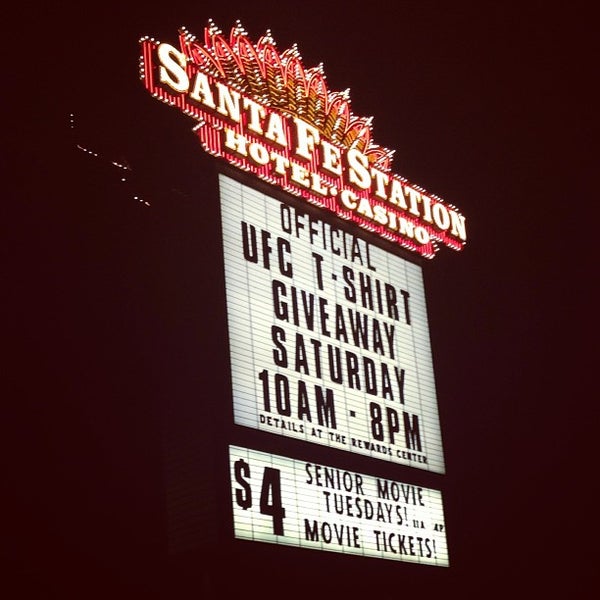 SANTA FE STATION
HOTEL · CASINO
OFFICIAL
UFC T-SHIRT
GIVEAWAY
SATURDAY
10AM - 8PM
DETAILS AT THE REWARDS CENTER
$4 SENIOR MOVIE
TUESDAYS!
MOVIE TICKETS!